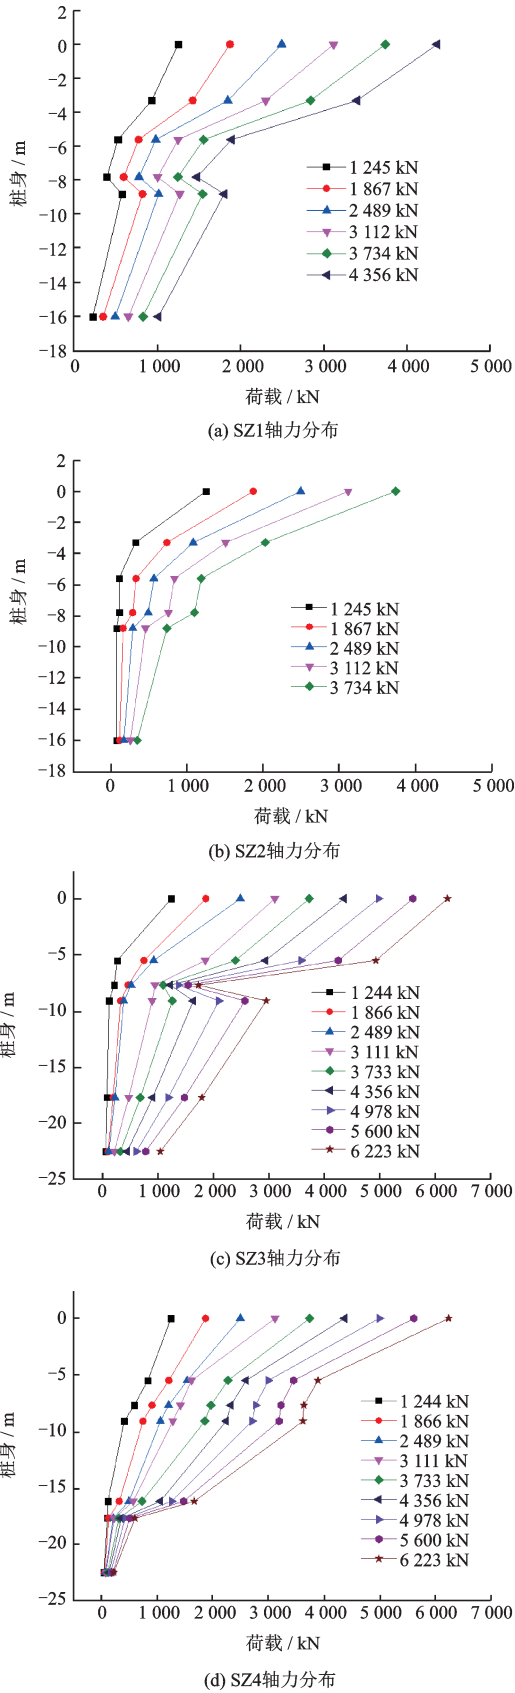 2
0
−2
−4
−6
−8
−10
−12
−14
−16
−18
桩身 / m
1 245 kN
1 867 kN
2 489 kN
3 112 kN
3 734 kN
4 356 kN
0 1 000 2 000 3 000 4 000 5 000
荷载 / kN
(a) SZ1轴力分布
2
0
−2
−4
−6
−8
−10
−12
−14
−16
−18
桩身 / m
1 245 kN
1 867 kN
2 489 kN
3 112 kN
3 734 kN
0 1 000 2 000 3 000 4 000 5 000
荷载 / kN
(b) SZ2轴力分布
0
−5
−10
−15
−20
−25
桩身 / m
1 244 kN
1 866 kN
2 489 kN
3 111 kN
3 733 kN
4 356 kN
4 978 kN
5 600 kN
6 223 kN
0 1 000 2 000 3 000 4 000 5 000 6 000 7 000
荷载 / kN
(c) SZ3轴力分布
0
−5
−10
−15
−20
−25
桩身 / m
1 244 kN
1 866 kN
2 489 kN
3 111 kN
3 733 kN
4 356 kN
4 978 kN
5 600 kN
6 223 kN
0 1 000 2 000 3 000 4 000 5 000 6 000 7 000
荷载 / kN
(d) SZ4轴力分布